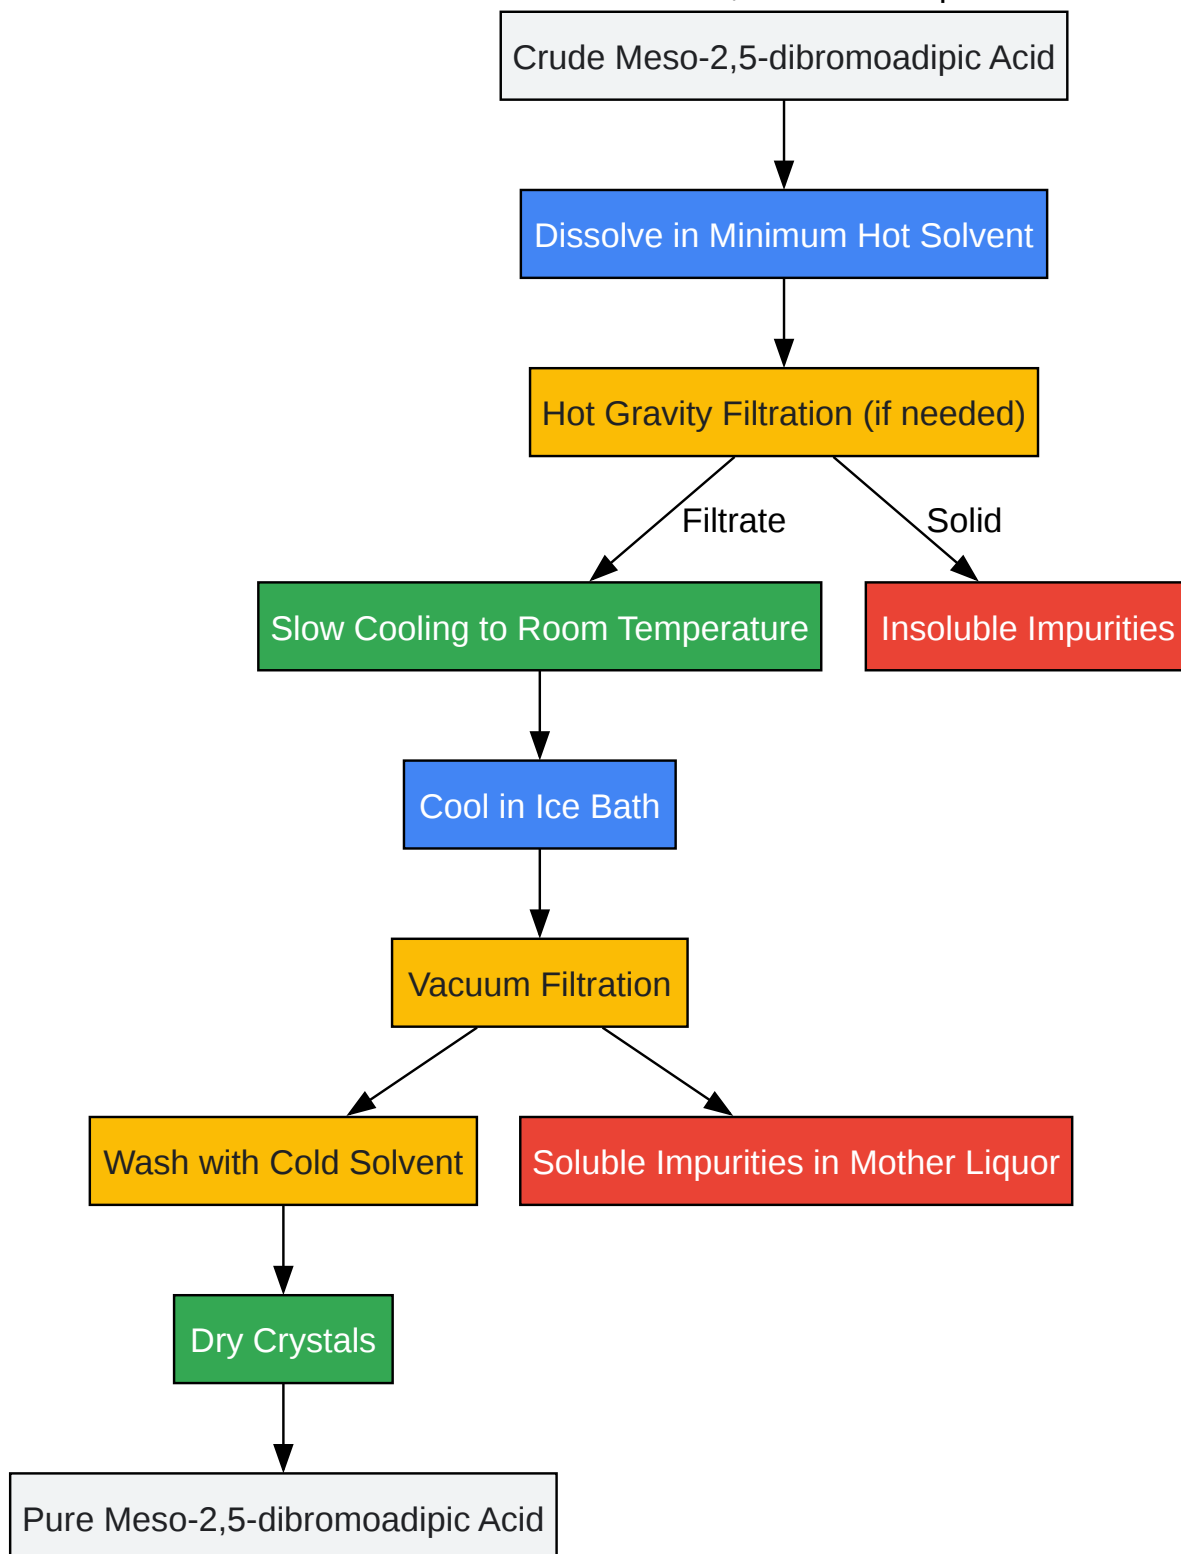 Crude Meso-2,5-dibromoadipic Acid
Dissolve in Minimum Hot Solvent
Hot Gravity Filtration (if needed)
Filtrate
Solid
Slow Cooling to Room Temperature
Insoluble Impurities
Cool in Ice Bath
Vacuum Filtration
Wash with Cold Solvent
Soluble Impurities in Mother Liquor
Dry Crystals
Pure Meso-2,5-dibromoadipic Acid